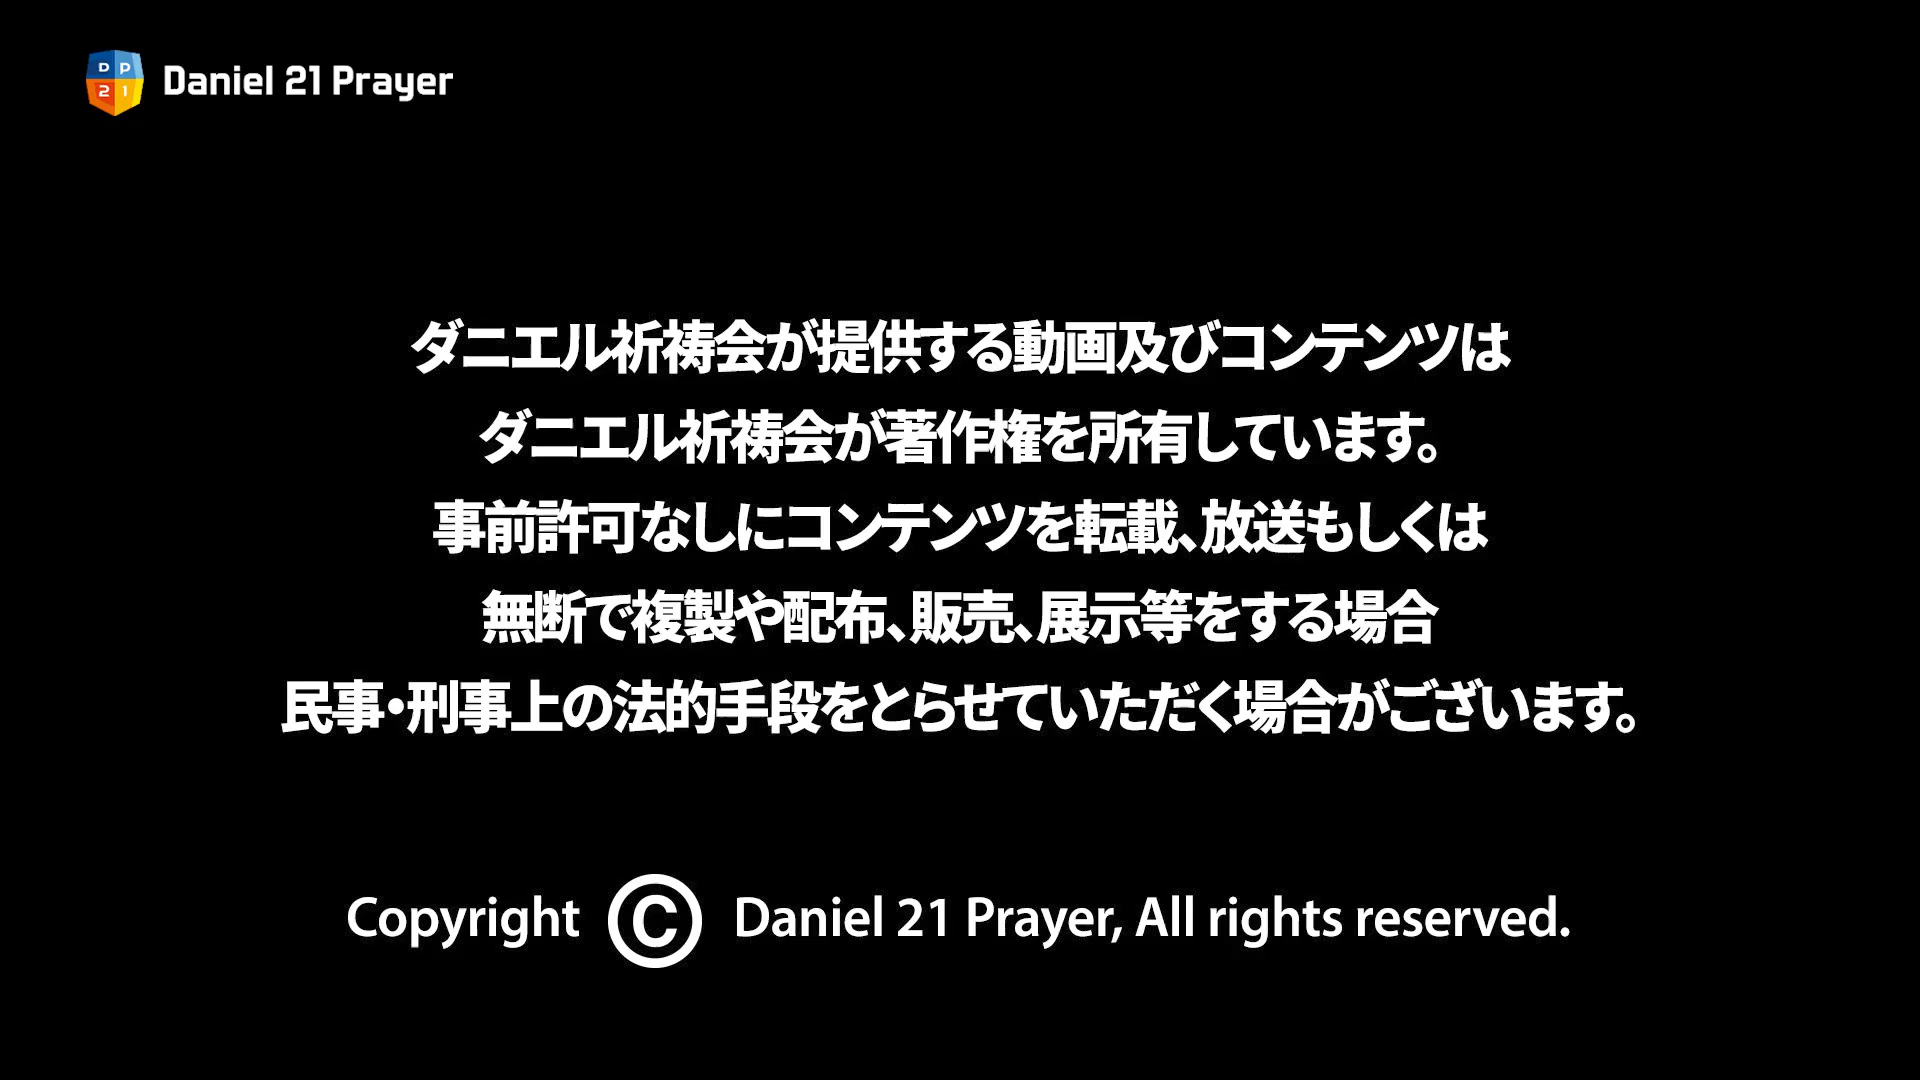 DP
21
Daniel 21 Prayer
ダニエル祈祷会が提供する動画及びコンテンツは
ダニエル祈祷会が著作権を所有しています。
事前許可なしにコンテンツを転載、放送もしくは
無断で複製や配布、販売、展示等をする場合
民事・刑事上の法的手段をとらせていただく場合がございます。
Copyright © Daniel 21 Prayer, All rights reserved.